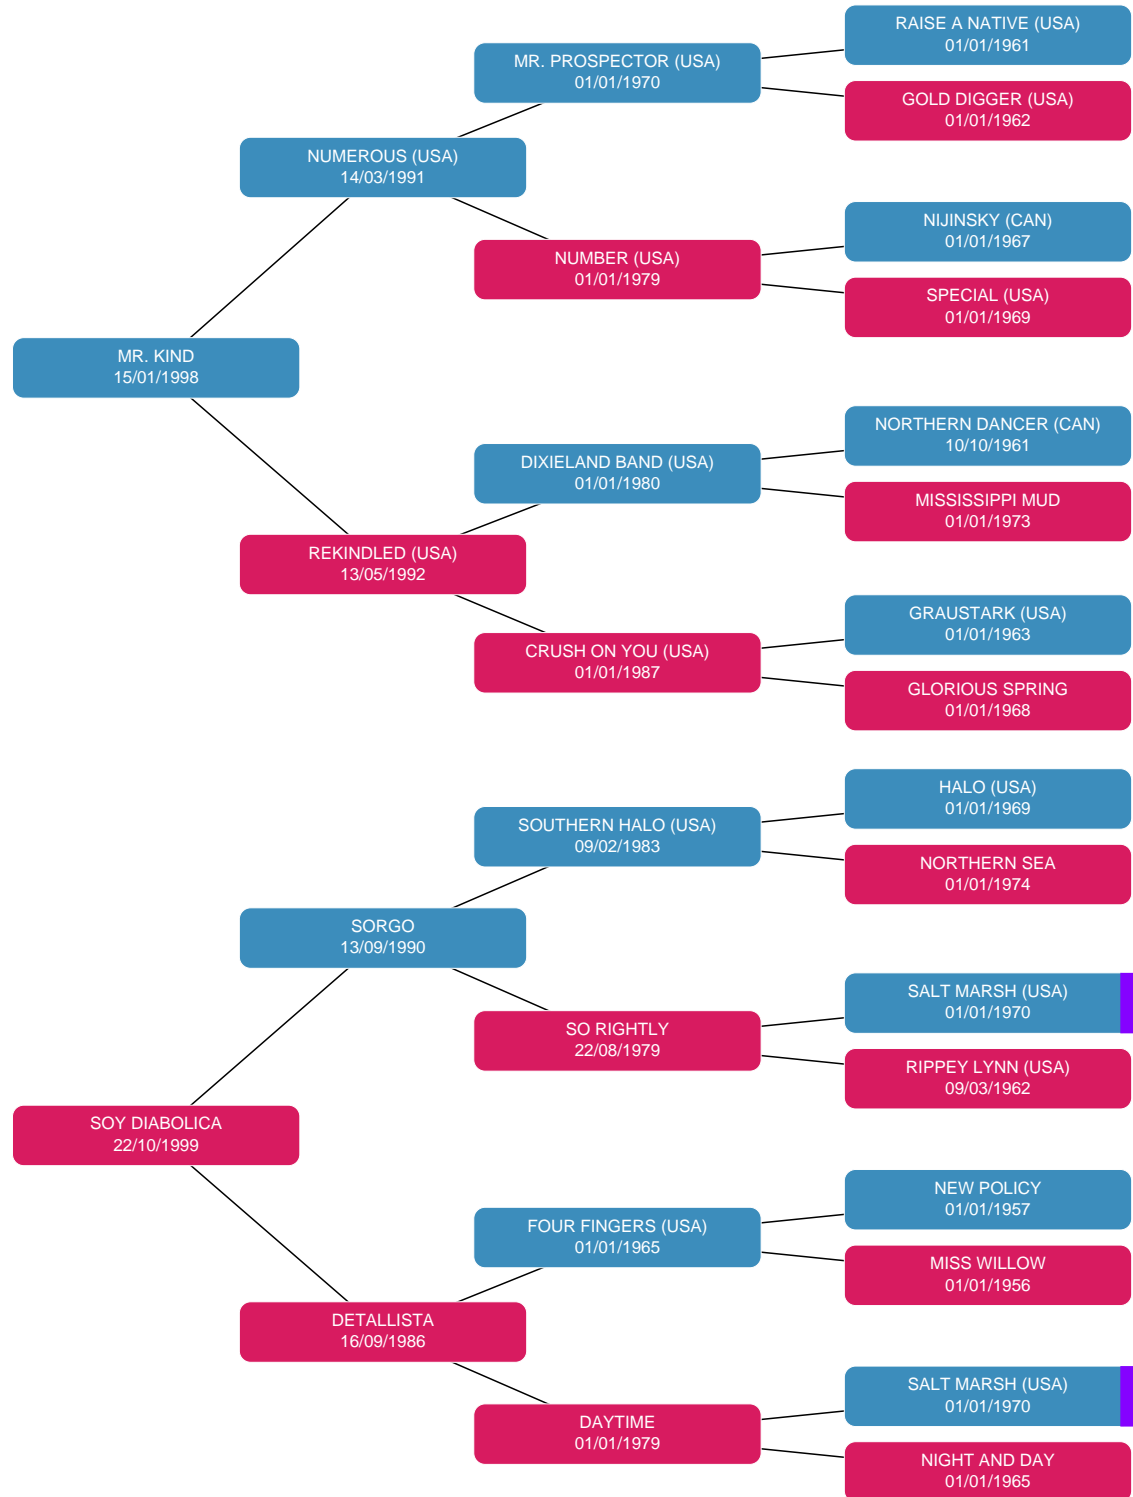 RAISE A NATIVE (USA)
01/01/1961
MR. PROSPECTOR (USA)
01/01/1970
GOLD DIGGER (USA)
01/01/1962
NUMEROUS (USA)
14/03/1991
NIJINSKY (CAN)
01/01/1967
NUMBER (USA)
01/01/1979
SPECIAL (USA)
01/01/1969
MR. KIND
15/01/1998
NORTHERN DANCER (CAN)
10/10/1961
DIXIELAND BAND (USA)
01/01/1980
MISSISSIPPI MUD
01/01/1973
REKINDLED (USA)
13/05/1992
GRAUSTARK (USA)
01/01/1963
CRUSH ON YOU (USA)
01/01/1987
GLORIOUS SPRING
01/01/1968
HALO (USA)
01/01/1969
SOUTHERN HALO (USA)
09/02/1983
NORTHERN SEA
01/01/1974
SORGO
13/09/1990
SALT MARSH (USA)
01/01/1970
SO RIGHTLY
22/08/1979
RIPPEY LYNN (USA)
09/03/1962
SOY DIABOLICA
22/10/1999
NEW POLICY
01/01/1957
FOUR FINGERS (USA)
01/01/1965
MISS WILLOW
01/01/1956
DETALLISTA
16/09/1986
SALT MARSH (USA)
01/01/1970
DAYTIME
01/01/1979
NIGHT AND DAY
01/01/1965